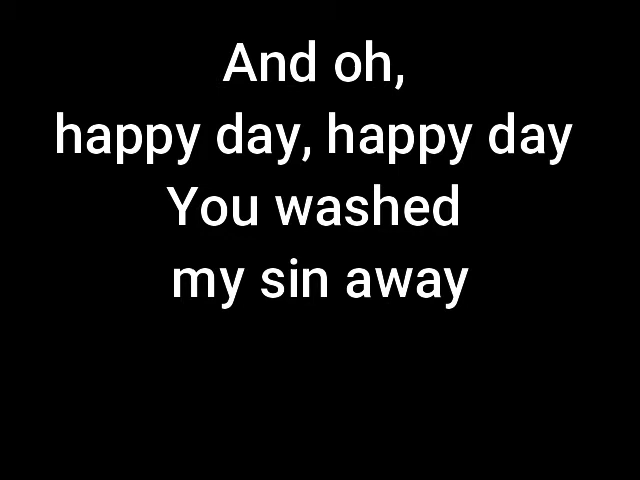 And oh,
happy day, happy day
You washed
my sin away